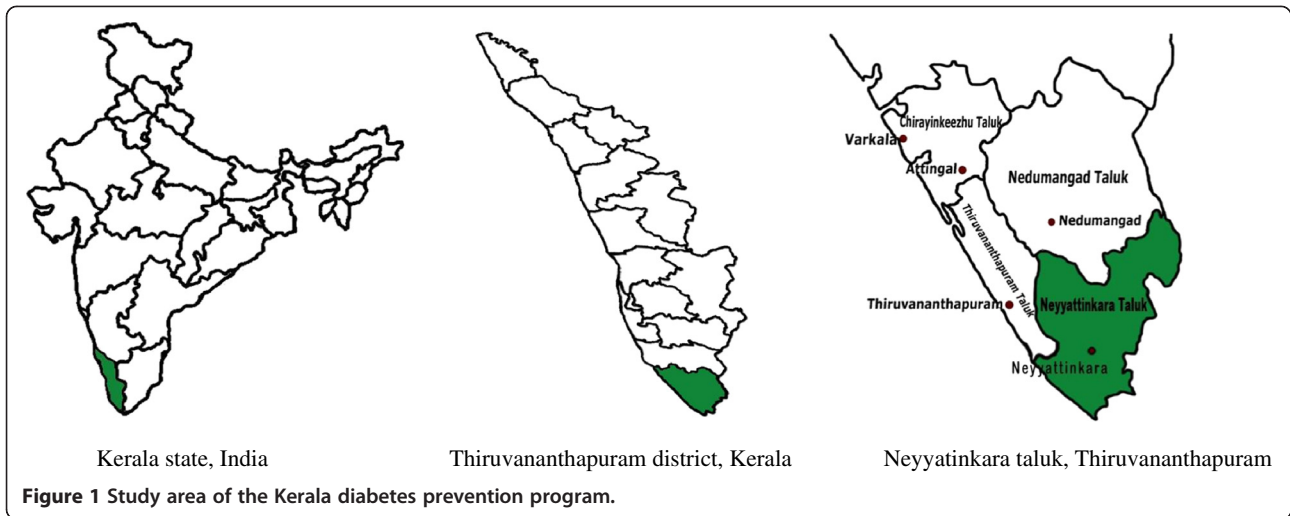 Chirayinkeezhu Taluk
Varkala
Attingal
Nedumangad Taluk
Nedumangad
Thiruvananthapuram Taluk
Thiruvananthapuram
Neyyattinkara Taluk
Neyyattinkara
Kerala state, India
Thiruvananthapuram district, Kerala
Neyyatinkara taluk, Thiruvananthapuram
Figure 1 Study area of the Kerala diabetes prevention program.